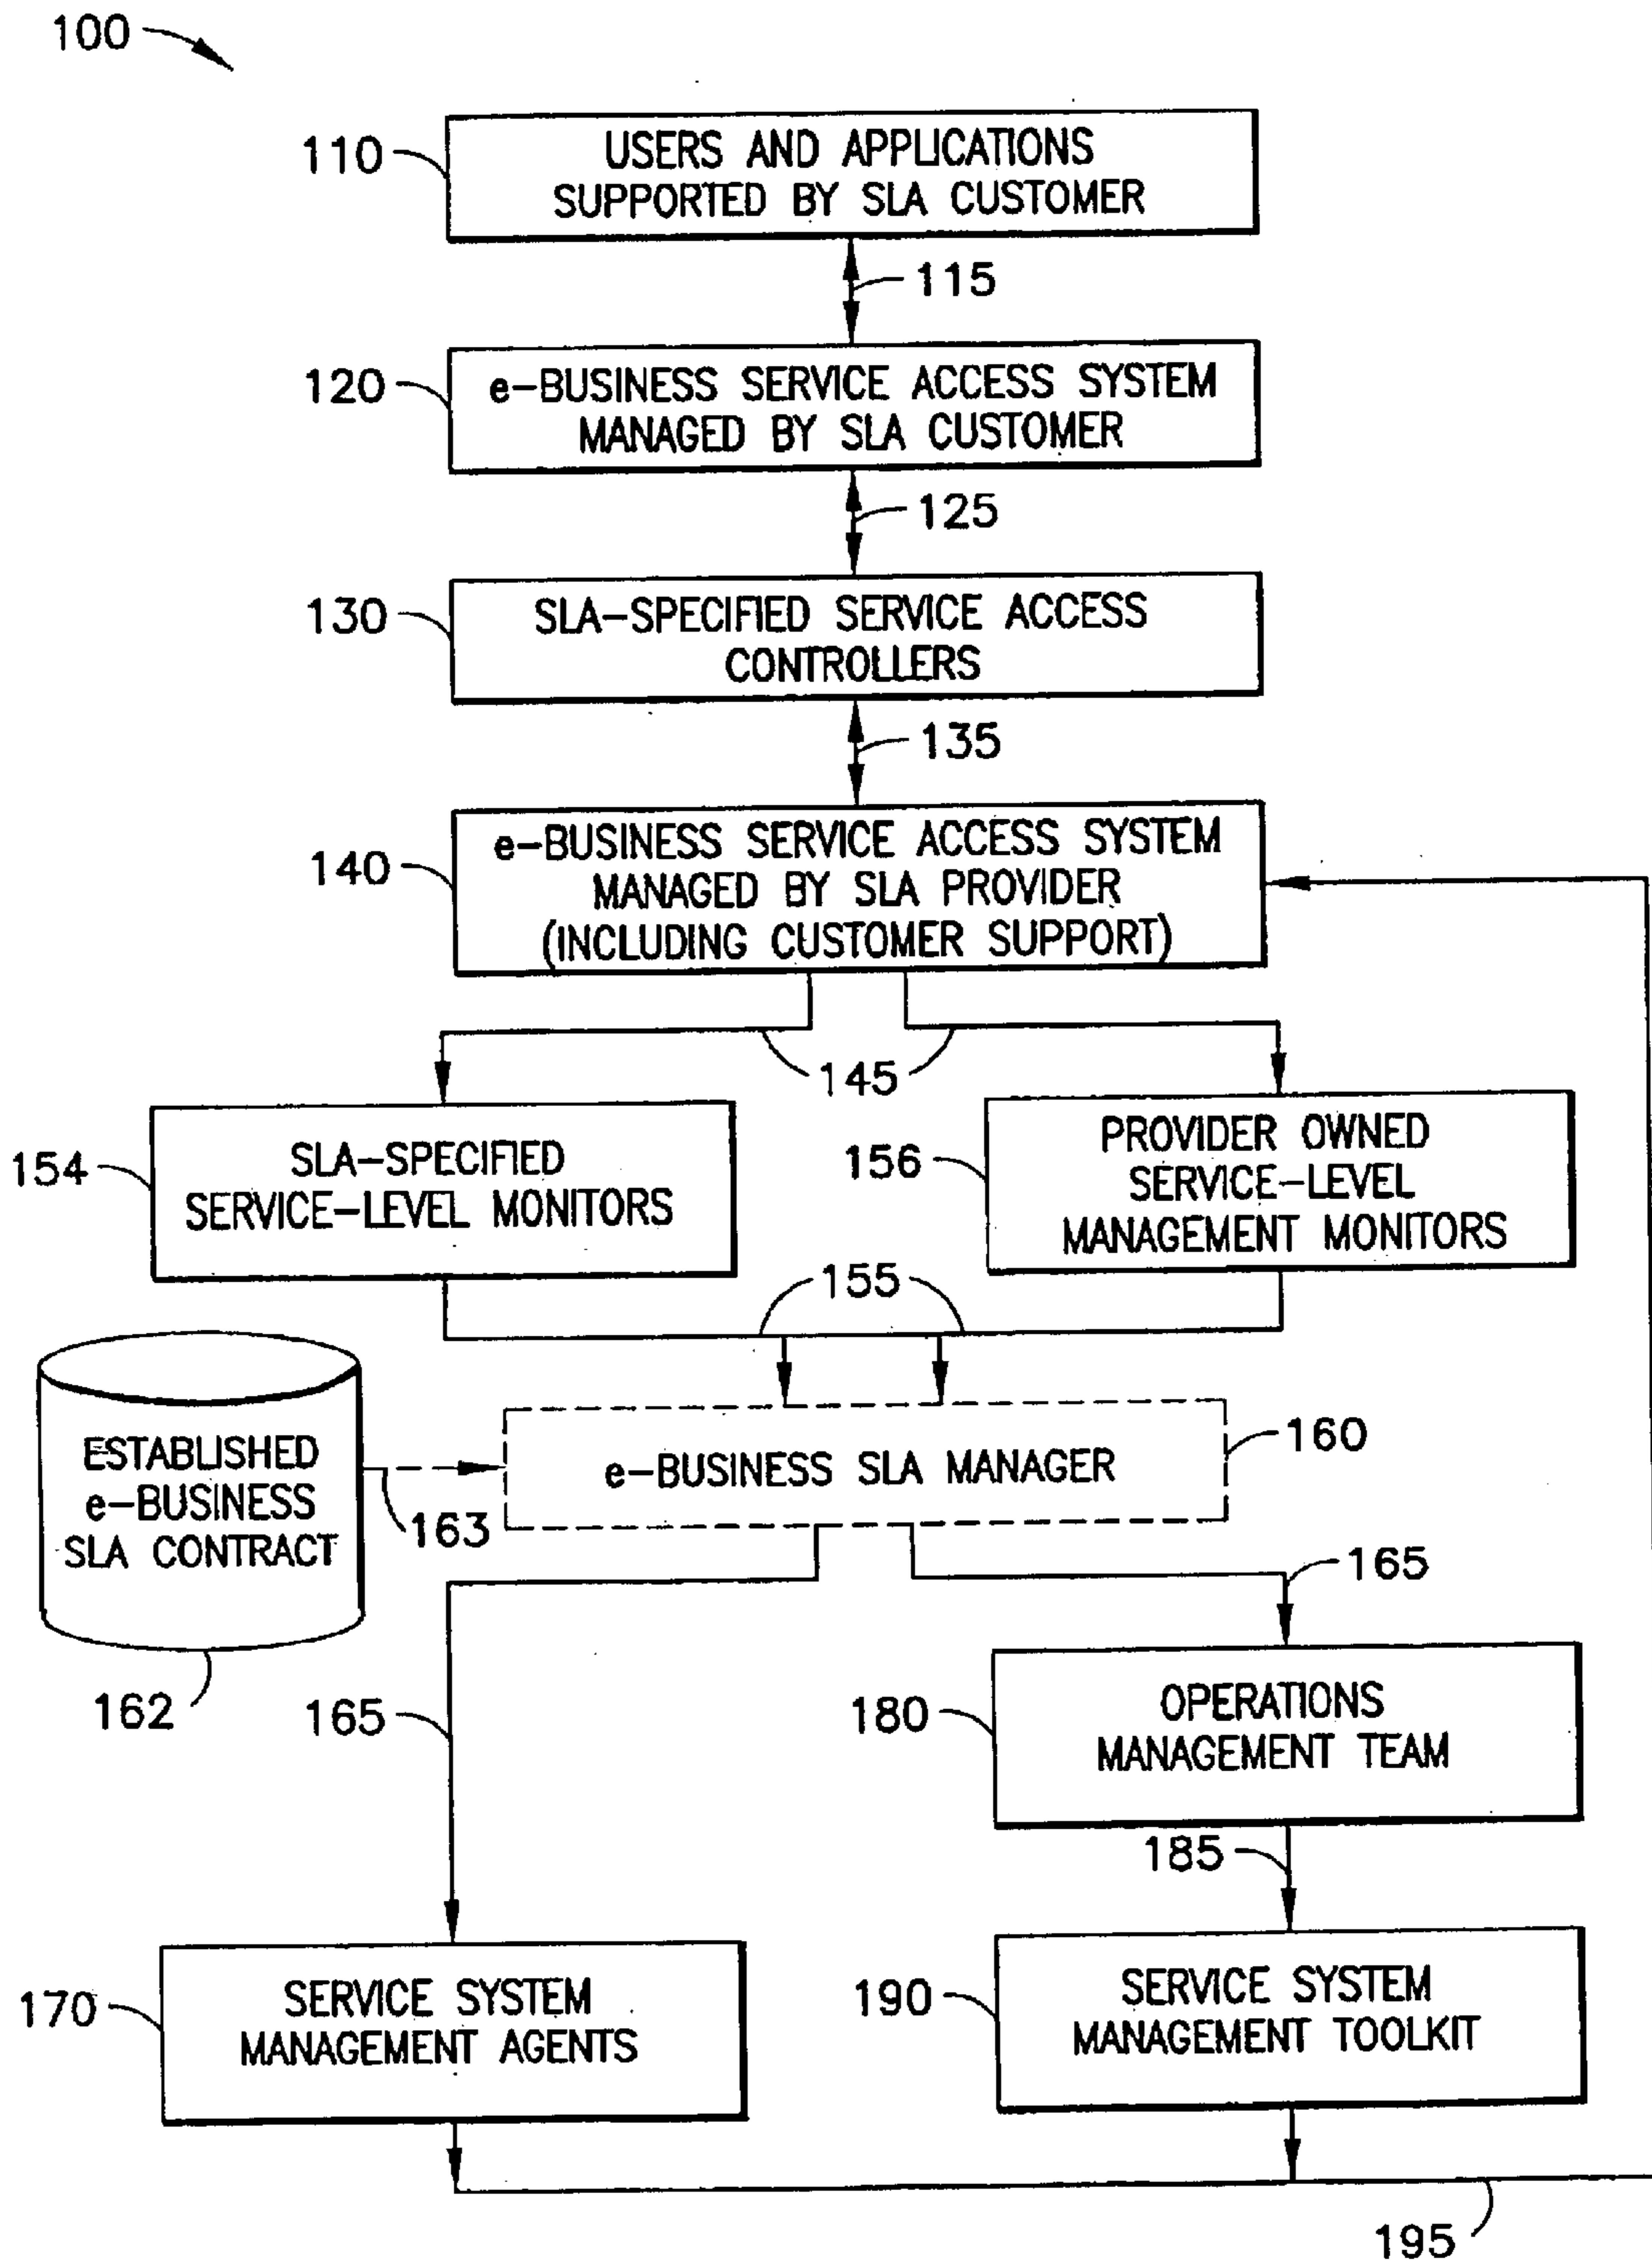 100
110
USERS AND APPLICATIONS
SUPPORTED BY SLA CUSTOMER
115
120
e-BUSINESS SERVICE ACCESS SYSTEM
MANAGED BY SLA CUSTOMER
125
130
SLA-SPECIFIED SERVICE ACCESS
CONTROLLERS
135
140
e-BUSINESS SERVICE ACCESS SYSTEM
MANAGED BY SLA PROVIDER
(INCLUDING CUSTOMER SUPPORT)
145
154
SLA-SPECIFIED
SERVICE-LEVEL MONITORS
156
PROVIDER OWNED
SERVICE-LEVEL
MANAGEMENT MONITORS
155
ESTABLISHED
e-BUSINESS
SLA CONTRACT
163
e-BUSINESS SLA MANAGER
160
162
165
165
180
OPERATIONS
MANAGEMENT TEAM
185
170
SERVICE SYSTEM
MANAGEMENT AGENTS
190
SERVICE SYSTEM
MANAGEMENT TOOLKIT
195